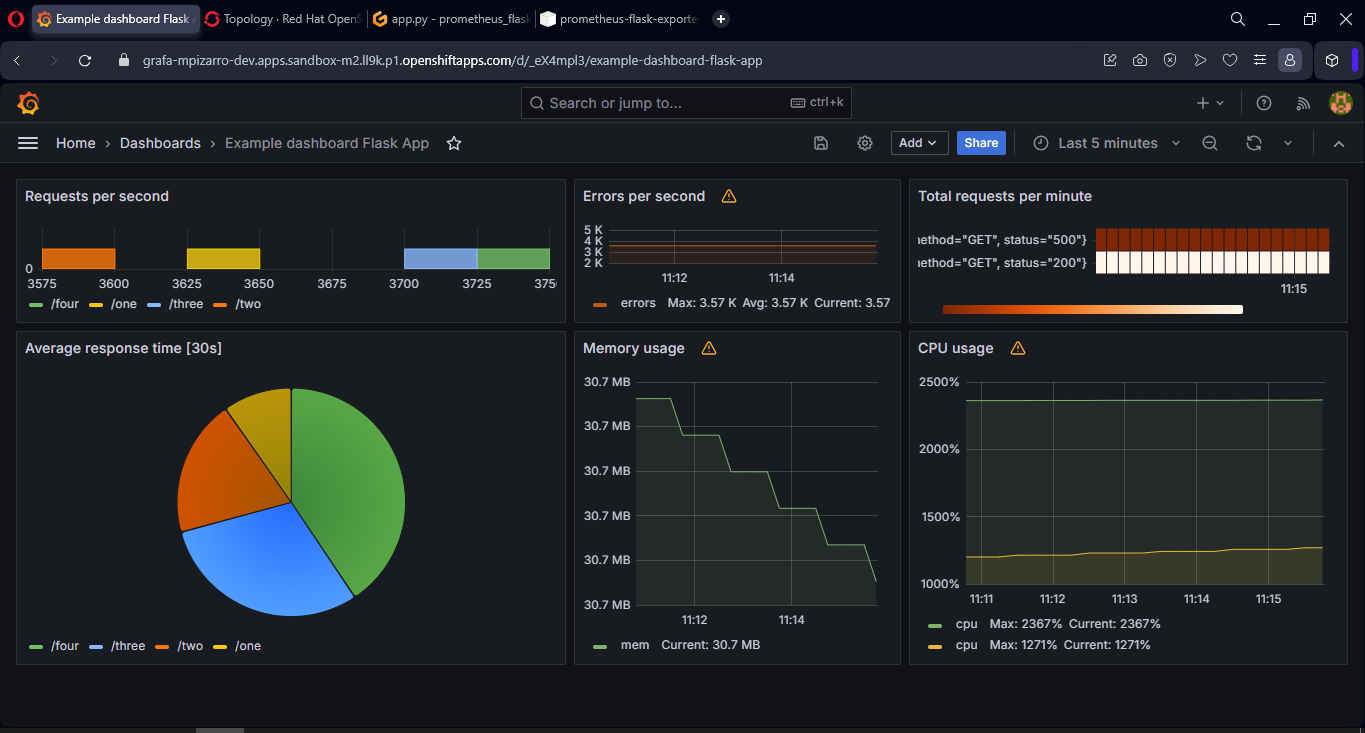 Example dashboard Flask A
Topology · Red Hat OpenS
app.py - prometheus_flask
prometheus-flask-exporte
grafa-mpizarro-dev.apps.sandbox-m2.ll9k.p1.openshiftapps.com/d/_eX4mpl3/example-dashboard-flask-app
Search or jump to...
ctrl+k
Home › Dashboards › Example dashboard Flask App
Add
Share
Last 5 minutes
Requests per second
0
3575 3600 3625 3650 3675 3700 3725 375
/four /one /three /two
Errors per second
5 K
4 K
3 K
2 K
11:12 11:14
errors Max: 3.57 K Avg: 3.57 K Current: 3.57
Total requests per minute
ethod="GET", status="500"}
ethod="GET", status="200"}
11:15
Average response time [30s]
/four /three /two /one
Memory usage
30.7 MB
30.7 MB
30.7 MB
30.7 MB
30.7 MB
30.7 MB
11:12 11:14
mem Current: 30.7 MB
CPU usage
2500%
2000%
1500%
1000%
11:11 11:12 11:13 11:14 11:15
cpu Max: 2367% Current: 2367%
cpu Max: 1271% Current: 1271%